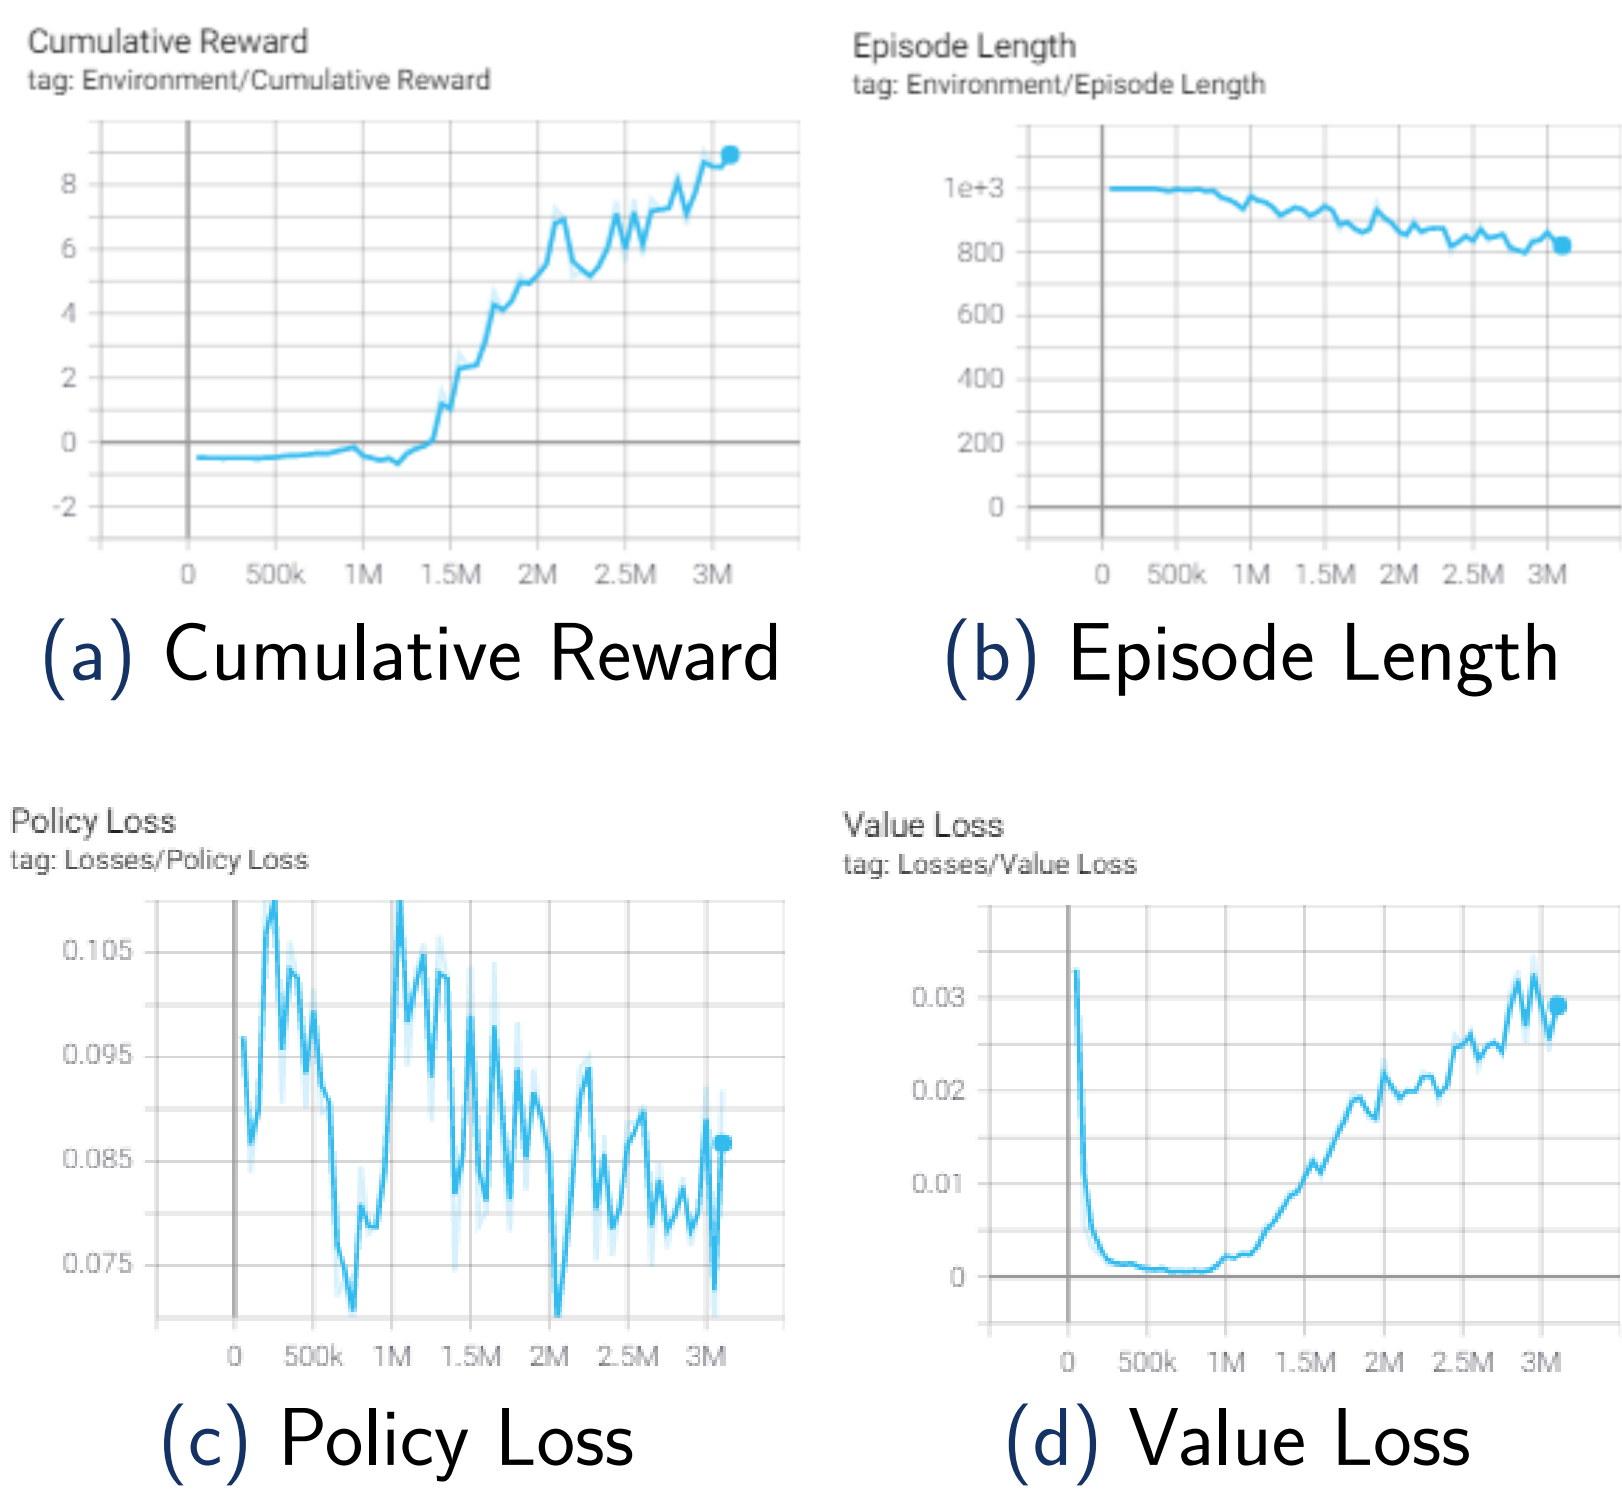 Cumulative Reward
tag: Environment/Cumulative Reward
8
6
4
2
0
-2
0 500k 1M 1.5M 2M 2.5M 3M
(a) Cumulative Reward
Episode Length
tag: Environment/Episode Length
1e+3
800
600
400
200
0
0 500k 1M 1.5M 2M 2.5M 3M
(b) Episode Length
Policy Loss
tag: Losses/Policy Loss
0.105
0.095
0.085
0.075
0 500k 1M 1.5M 2M 2.5M 3M
(c) Policy Loss
Value Loss
tag: Losses/Value Loss
0.03
0.02
0.01
0
0 500k 1M 1.5M 2M 2.5M 3M
(d) Value Loss